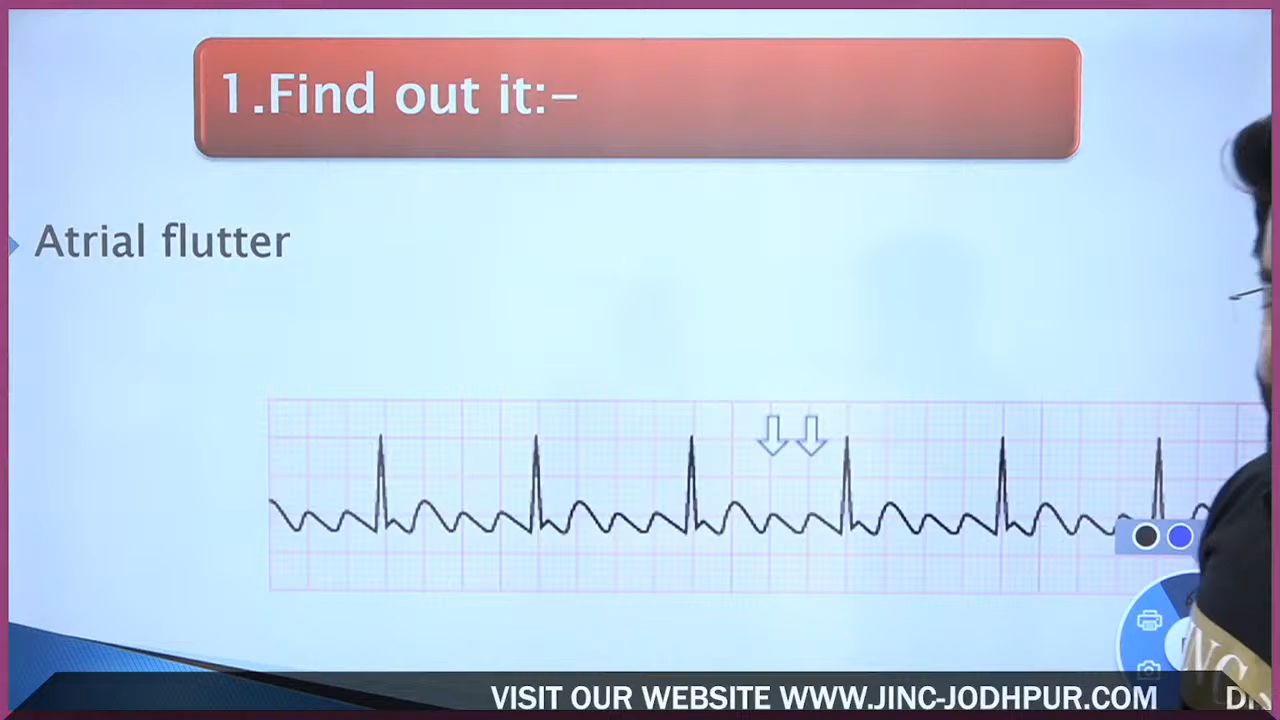 1.Find out it:–
Atrial flutter
VISIT OUR WEBSITE WWW.JINC-JODHPUR.COM